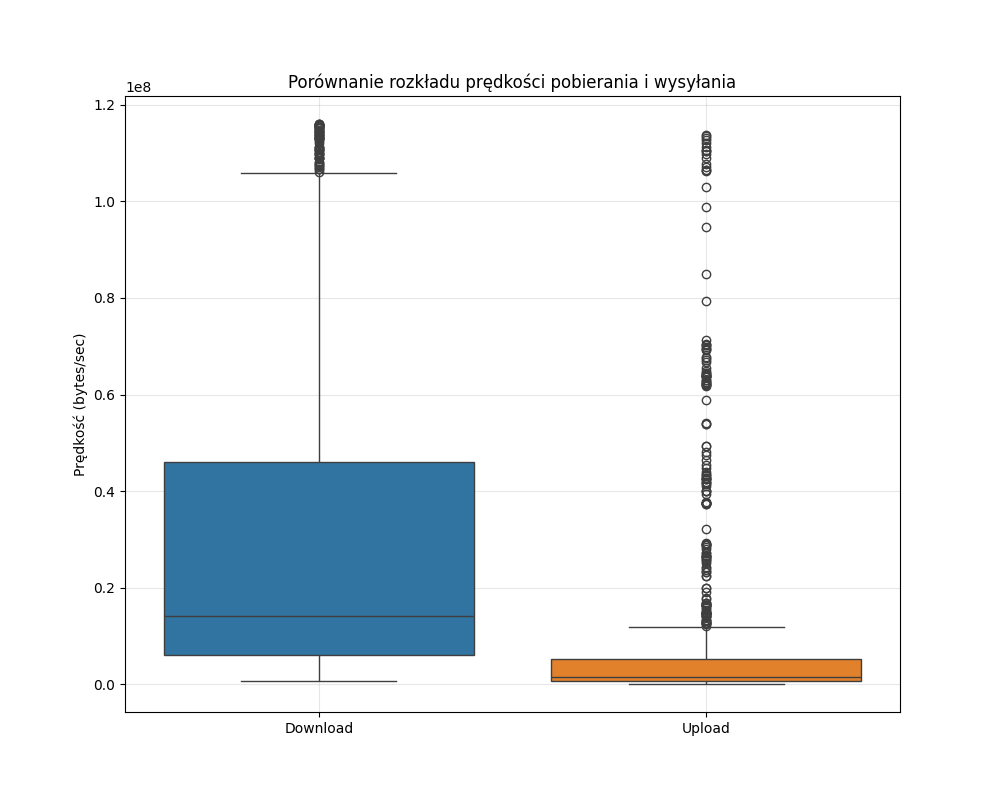 Porównanie rozkładu prędkości pobierania i wysyłania
1e8
1.2
1.0
0.8
0.6
0.4
0.2
0.0
Prędkość (bytes/sec)
Download
Upload